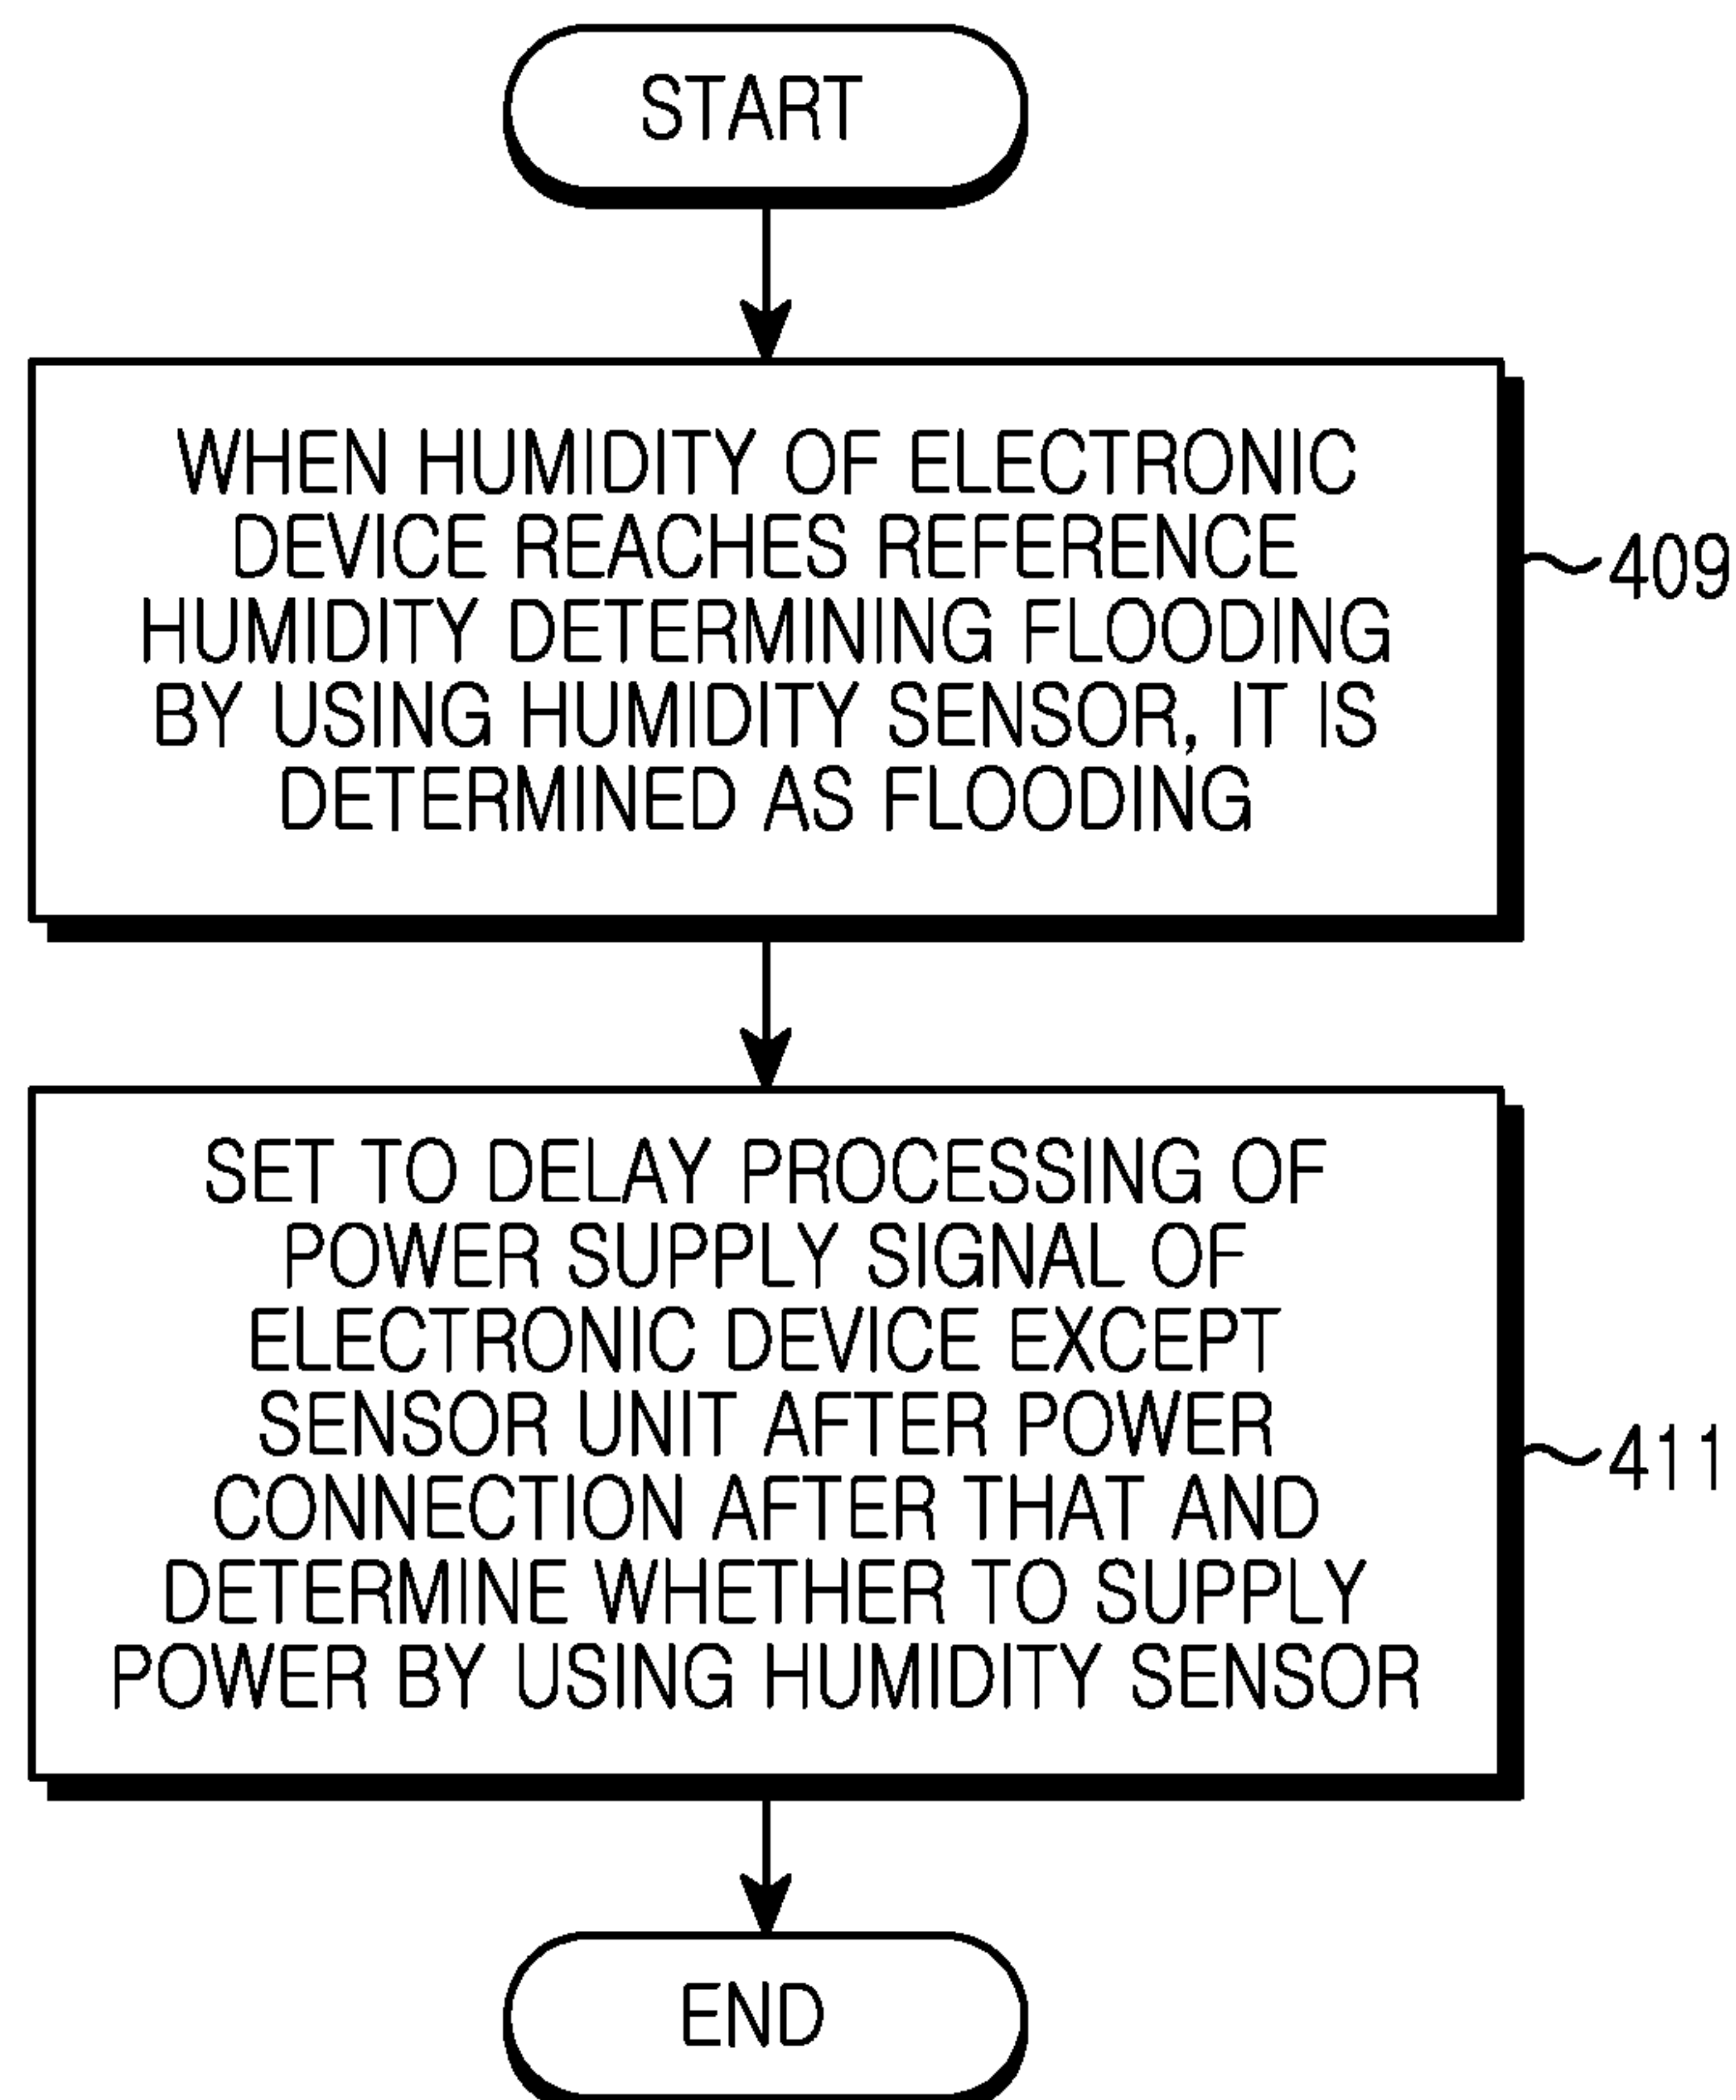 START
WHEN HUMIDITY OF ELECTRONIC
DEVICE REACHES REFERENCE
HUMIDITY DETERMINING FLOODING
BY USING HUMIDITY SENSOR, IT IS
DETERMINED AS FLOODING
409
SET TO DELAY PROCESSING OF
POWER SUPPLY SIGNAL OF
ELECTRONIC DEVICE EXCEPT
SENSOR UNIT AFTER POWER
CONNECTION AFTER THAT AND
DETERMINE WHETHER TO SUPPLY
POWER BY USING HUMIDITY SENSOR
411
END